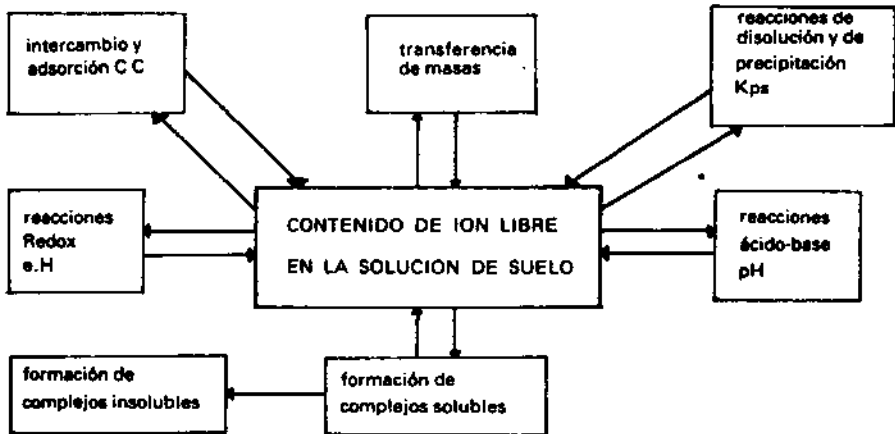 intercambio y
adsorción C C
transferencia
de masas
reacciones de
disolución y de
precipitación
Kps
reacciones
Redox
e.H
CONTENIDO DE ION LIBRE
EN LA SOLUCION DE SUELO
reacciones
ácido-base
pH
formación de
complejos insolubles
formación de
complejos solubles